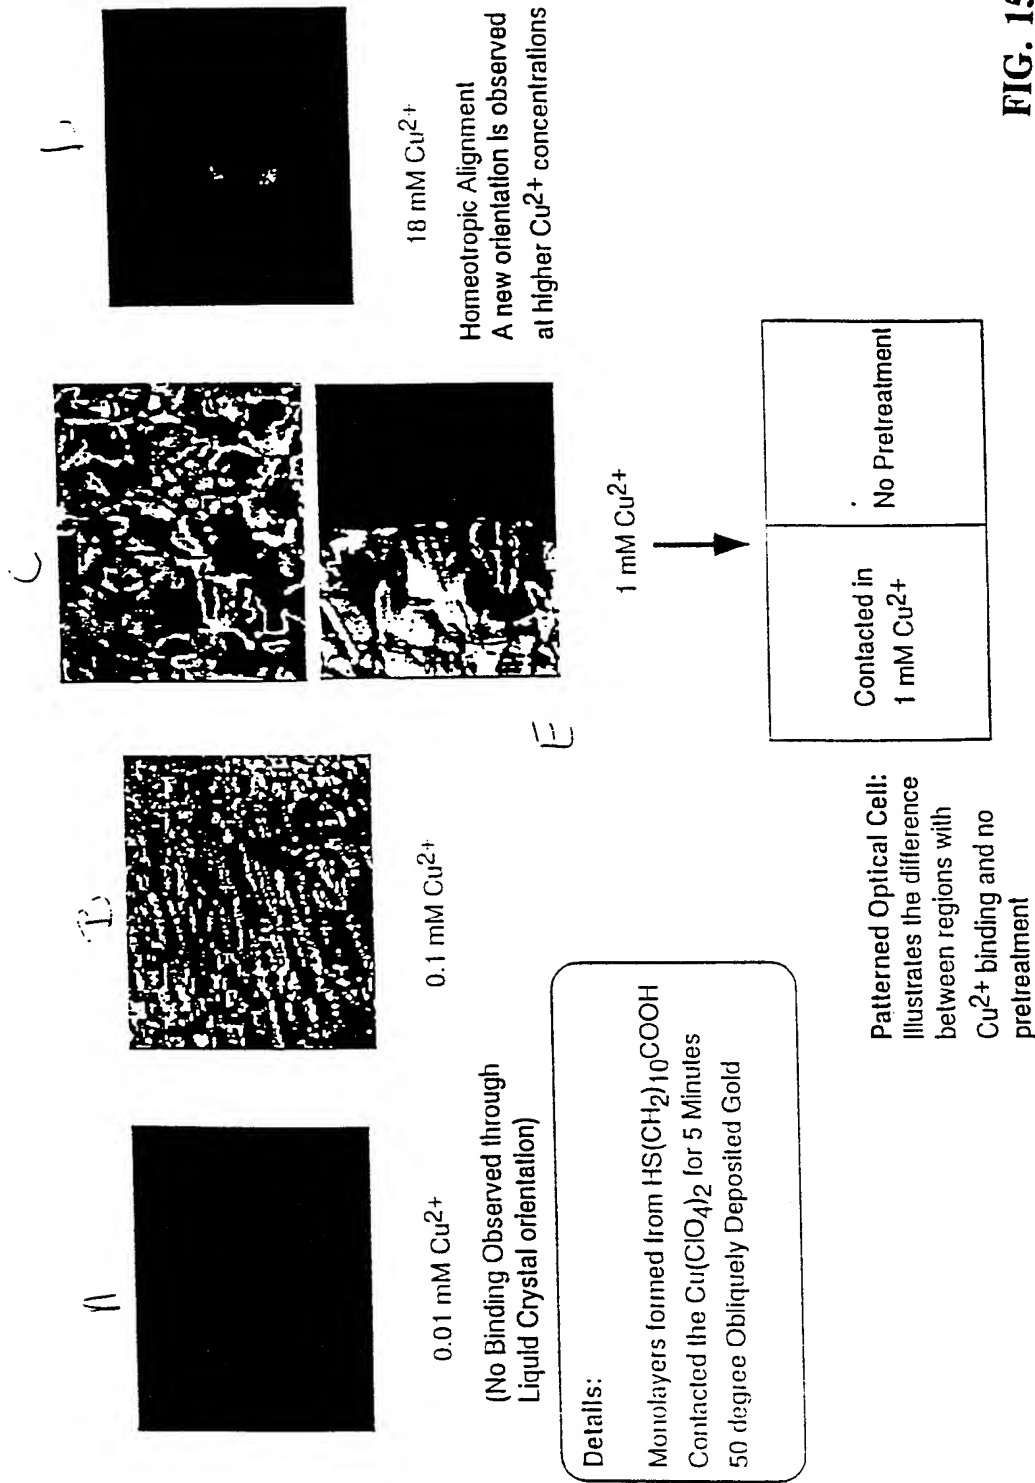 A
0.01 mM Cu2+
(No Binding Observed through
Liquid Crystal orientation)
B
0.1 mM Cu2+
C
E
1 mM Cu2+
D
18 mM Cu2+
Homeotropic Alignment
A new orientation is observed
at higher Cu2+ concentrations
Details:
Monolayers formed from HS(CH2)10COOH
Contacted the Cu(ClO4)2 for 5 Minutes
50 degree Obliquely Deposited Gold
Patterned Optical Cell:
Illustrates the difference
between regions with
Cu2+ binding and no
pretreatment
Contacted in
1 mM Cu2+
No Pretreatment
FIG. 15